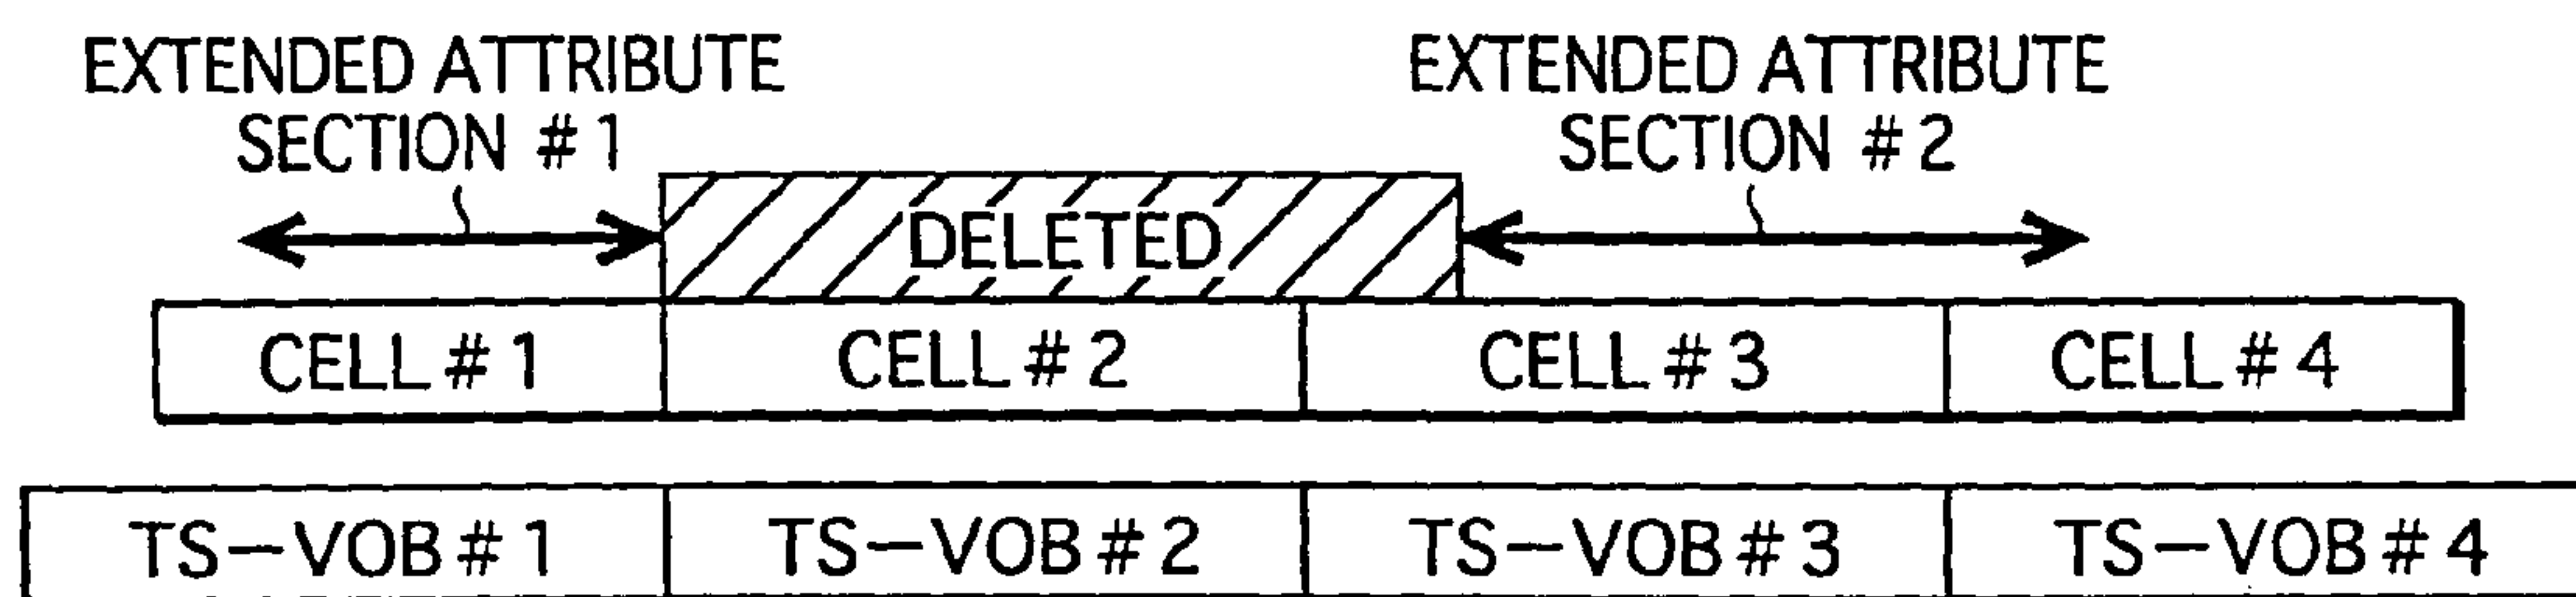 EXTENDED ATTRIBUTE
SECTION #1
EXTENDED ATTRIBUTE
SECTION #2
DELETED
CELL #1
CELL #2
CELL #3
CELL #4
TS-VOB #1
TS-VOB #2
TS-VOB #3
TS-VOB #4